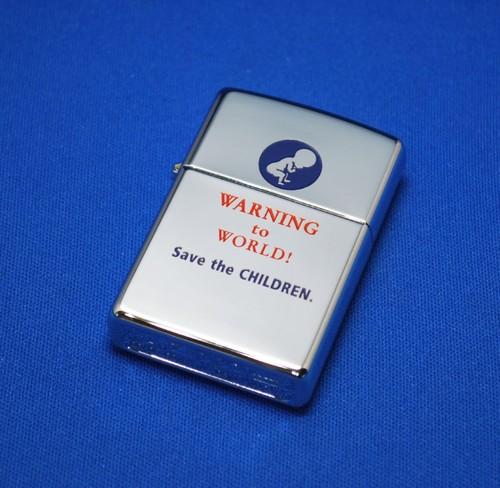 WARNING
to
WORLD!
Save the CHILDREN.